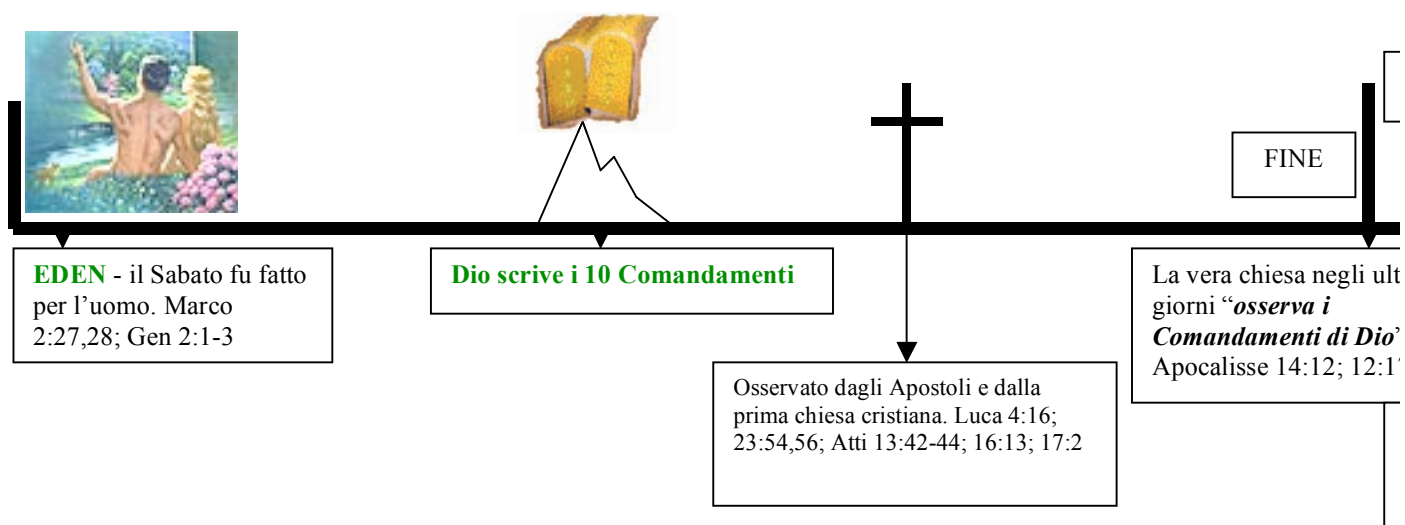 FINE
EDEN - il Sabato fu fatto
per l’uomo. Marco
2:27,28; Gen 2:1-3
Dio scrive i 10 Comandamenti
Osservato dagli Apostoli e dalla
prima chiesa cristiana. Luca 4:16;
23:54,56; Atti 13:42-44; 16:13; 17:2
La vera chiesa negli ult
giorni “osserva i
Comandamenti di Dio”
Apocalisse 14:12; 12:1